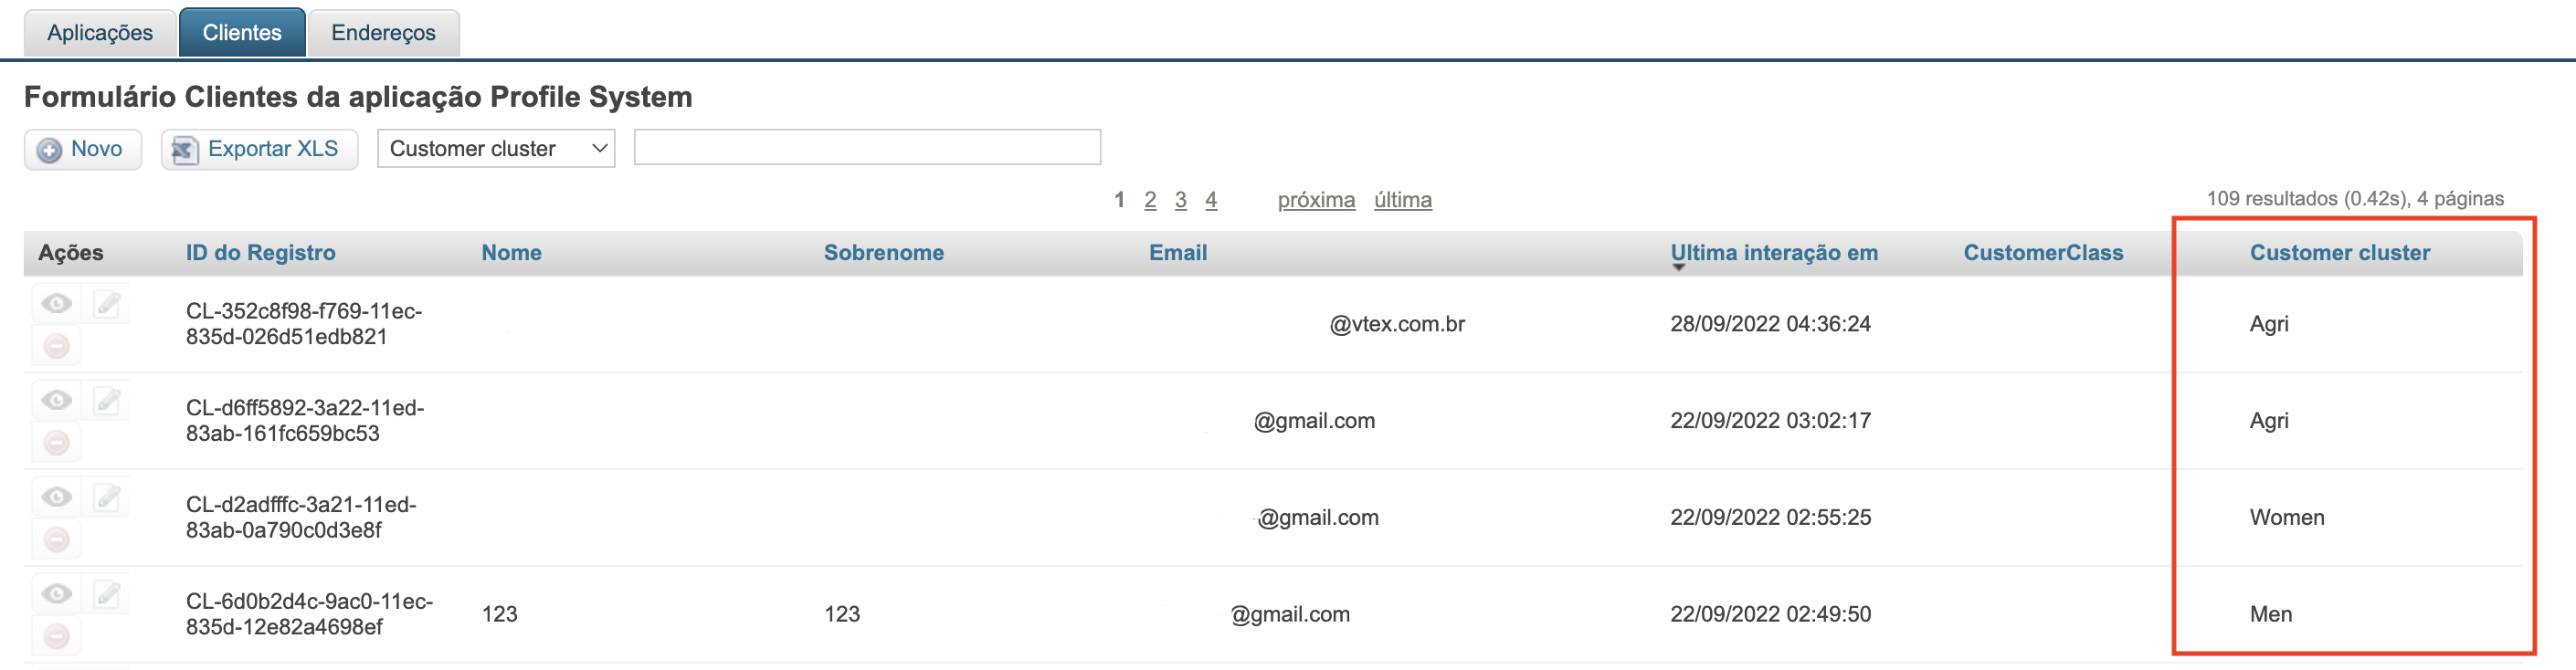 Aplicações Clientes Endereços
Formulário Clientes da aplicação Profile System
Novo Exportar XLS Customer cluster
1 2 3 4 próxima última 109 resultados (0.42s), 4 páginas
Ações ID do Registro Nome Sobrenome Email Ultima interação em CustomerClass Customer cluster
CL-352c8f98-f769-11ec-
835d-026d51edb821 @vtex.com.br 28/09/2022 04:36:24 Agri
CL-d6ff5892-3a22-11ed-
83ab-161fc659bc53 @gmail.com 22/09/2022 03:02:17 Agri
CL-d2adfffc-3a21-11ed-
83ab-0a790c0d3e8f @gmail.com 22/09/2022 02:55:25 Women
CL-6d0b2d4c-9ac0-11ec-
835d-12e82a4698ef 123 123 @gmail.com 22/09/2022 02:49:50 Men